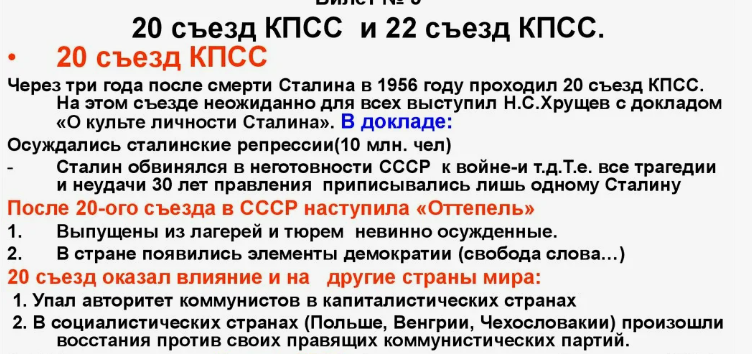 Билет № 6
20 съезд КПСС  и 22 съезд КПСС.
• 20 съезд КПСС
Через три года после смерти Сталина в 1956 году проходил 20 съезд КПСС.
На этом съезде неожиданно для всех выступил Н.С.Хрущев с докладом
«О культе личности Сталина». В докладе:
Осуждались сталинские репрессии(10 млн. чел)
- Сталин обвинялся в неготовности СССР  к войне-и т.д.Т.е. все трагедии
и неудачи 30 лет правления  приписывались лишь одному Сталину
После 20-ого съезда в СССР наступила «Оттепель»
1. Выпущены из лагерей и тюрем  невинно осужденные.
2. В стране появились элементы демократии (свобода слова…)
20 съезд оказал влияние и на   другие страны мира:
1. Упал авторитет коммунистов в капиталистических странах
2. В социалистических странах (Польше, Венгрии, Чехословакии) произошли
восстания против своих правящих коммунистических партий.